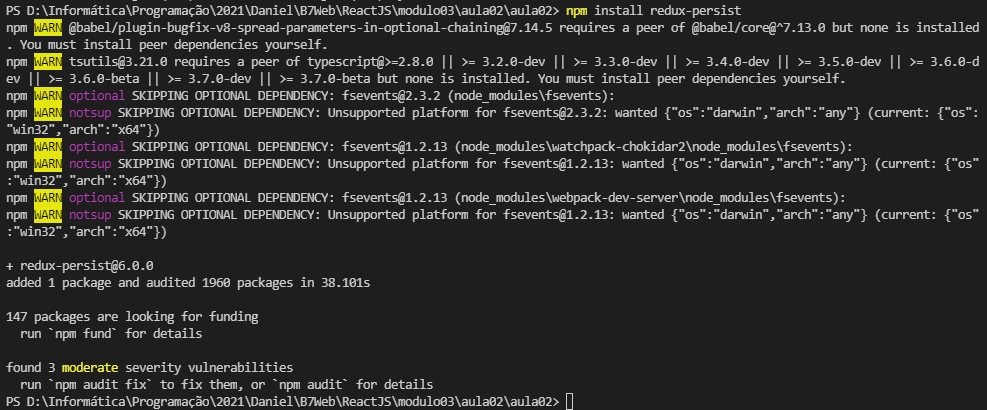 PS D:\Informática\Programação\2021\Daniel\B7Web\ReactJS\modulo03\aula02\aula02> npm install redux-persist
npm WARN @babel/plugin-bugfix-v8-spread-parameters-in-optional-chaining@7.14.5 requires a peer of @babel/core@^7.13.0 but none is installed
. You must install peer dependencies yourself.
npm WARN tsutils@3.21.0 requires a peer of typescript@>=2.8.0 || >= 3.2.0-dev || >= 3.3.0-dev || >= 3.4.0-dev || >= 3.5.0-dev || >= 3.6.0-d
ev || >= 3.6.0-beta || >= 3.7.0-dev || >= 3.7.0-beta but none is installed. You must install peer dependencies yourself.
npm WARN optional SKIPPING OPTIONAL DEPENDENCY: fsevents@2.3.2 (node_modules\fsevents):
npm WARN notsup SKIPPING OPTIONAL DEPENDENCY: Unsupported platform for fsevents@2.3.2: wanted {"os":"darwin","arch":"any"} (current: {"os":
"win32","arch":"x64"})
npm WARN optional SKIPPING OPTIONAL DEPENDENCY: fsevents@1.2.13 (node_modules\watchpack-chokidar2\node_modules\fsevents):
npm WARN notsup SKIPPING OPTIONAL DEPENDENCY: Unsupported platform for fsevents@1.2.13: wanted {"os":"darwin","arch":"any"} (current: {"os"
:"win32","arch":"x64"})
npm WARN optional SKIPPING OPTIONAL DEPENDENCY: fsevents@1.2.13 (node_modules\webpack-dev-server\node_modules\fsevents):
npm WARN notsup SKIPPING OPTIONAL DEPENDENCY: Unsupported platform for fsevents@1.2.13: wanted {"os":"darwin","arch":"any"} (current: {"os"
:"win32","arch":"x64"})
+ redux-persist@6.0.0
added 1 package and audited 1960 packages in 38.101s
147 packages are looking for funding
  run `npm fund` for details
found 3 moderate severity vulnerabilities
  run `npm audit fix` to fix them, or `npm audit` for details
PS D:\Informática\Programação\2021\Daniel\B7Web\ReactJS\modulo03\aula02\aula02>